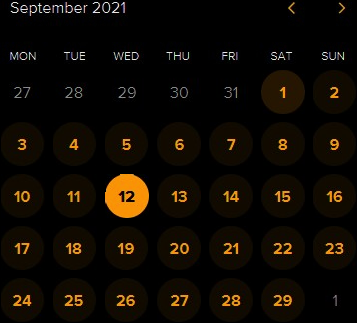 September 2021
MON TUE WED THU FRI SAT SUN
27 28 29 30 31 1 2
3 4 5 6 7 8 9
10 11 12 13 14 15 16
17 18 19 20 21 22 23
24 25 26 27 28 29 1